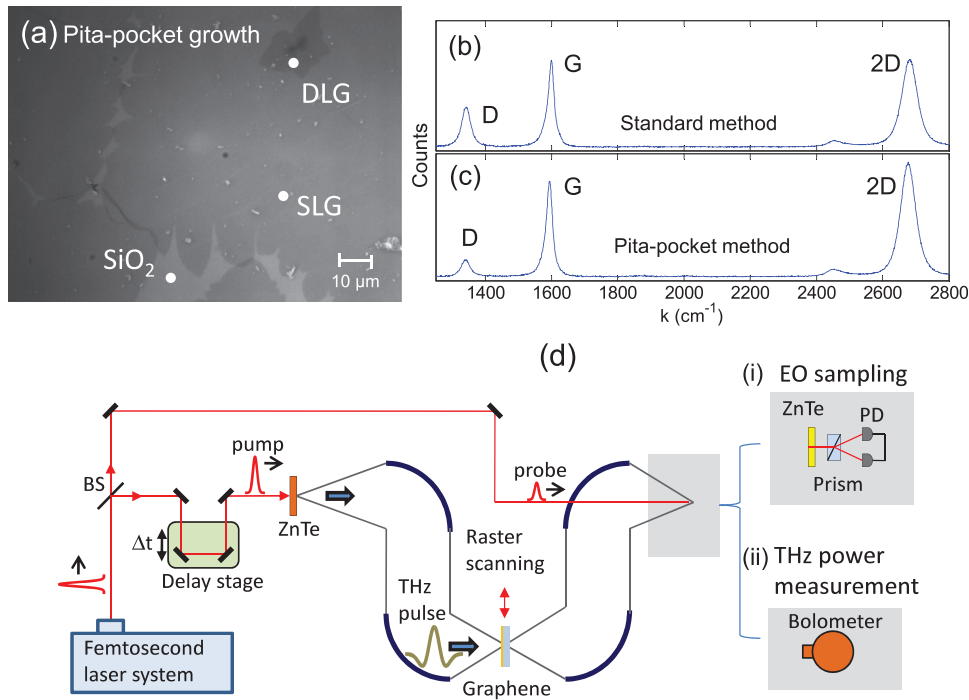 (a) Pita-pocket growth
DLG
SLG
SiO2
10 µm
(b)
D
G
2D
Standard method
(c)
D
G
2D
Pita-pocket method
Counts
1400 1600 1800 2000 2200 2400 2600 2800
k (cm-1)
(d)
BS
pump
ZnTe
Δt
Delay stage
Femtosecond
laser system
THz
pulse
Raster
scanning
Graphene
probe
(i) EO sampling
ZnTe
PD
Prism
(ii) THz power
measurement
Bolometer